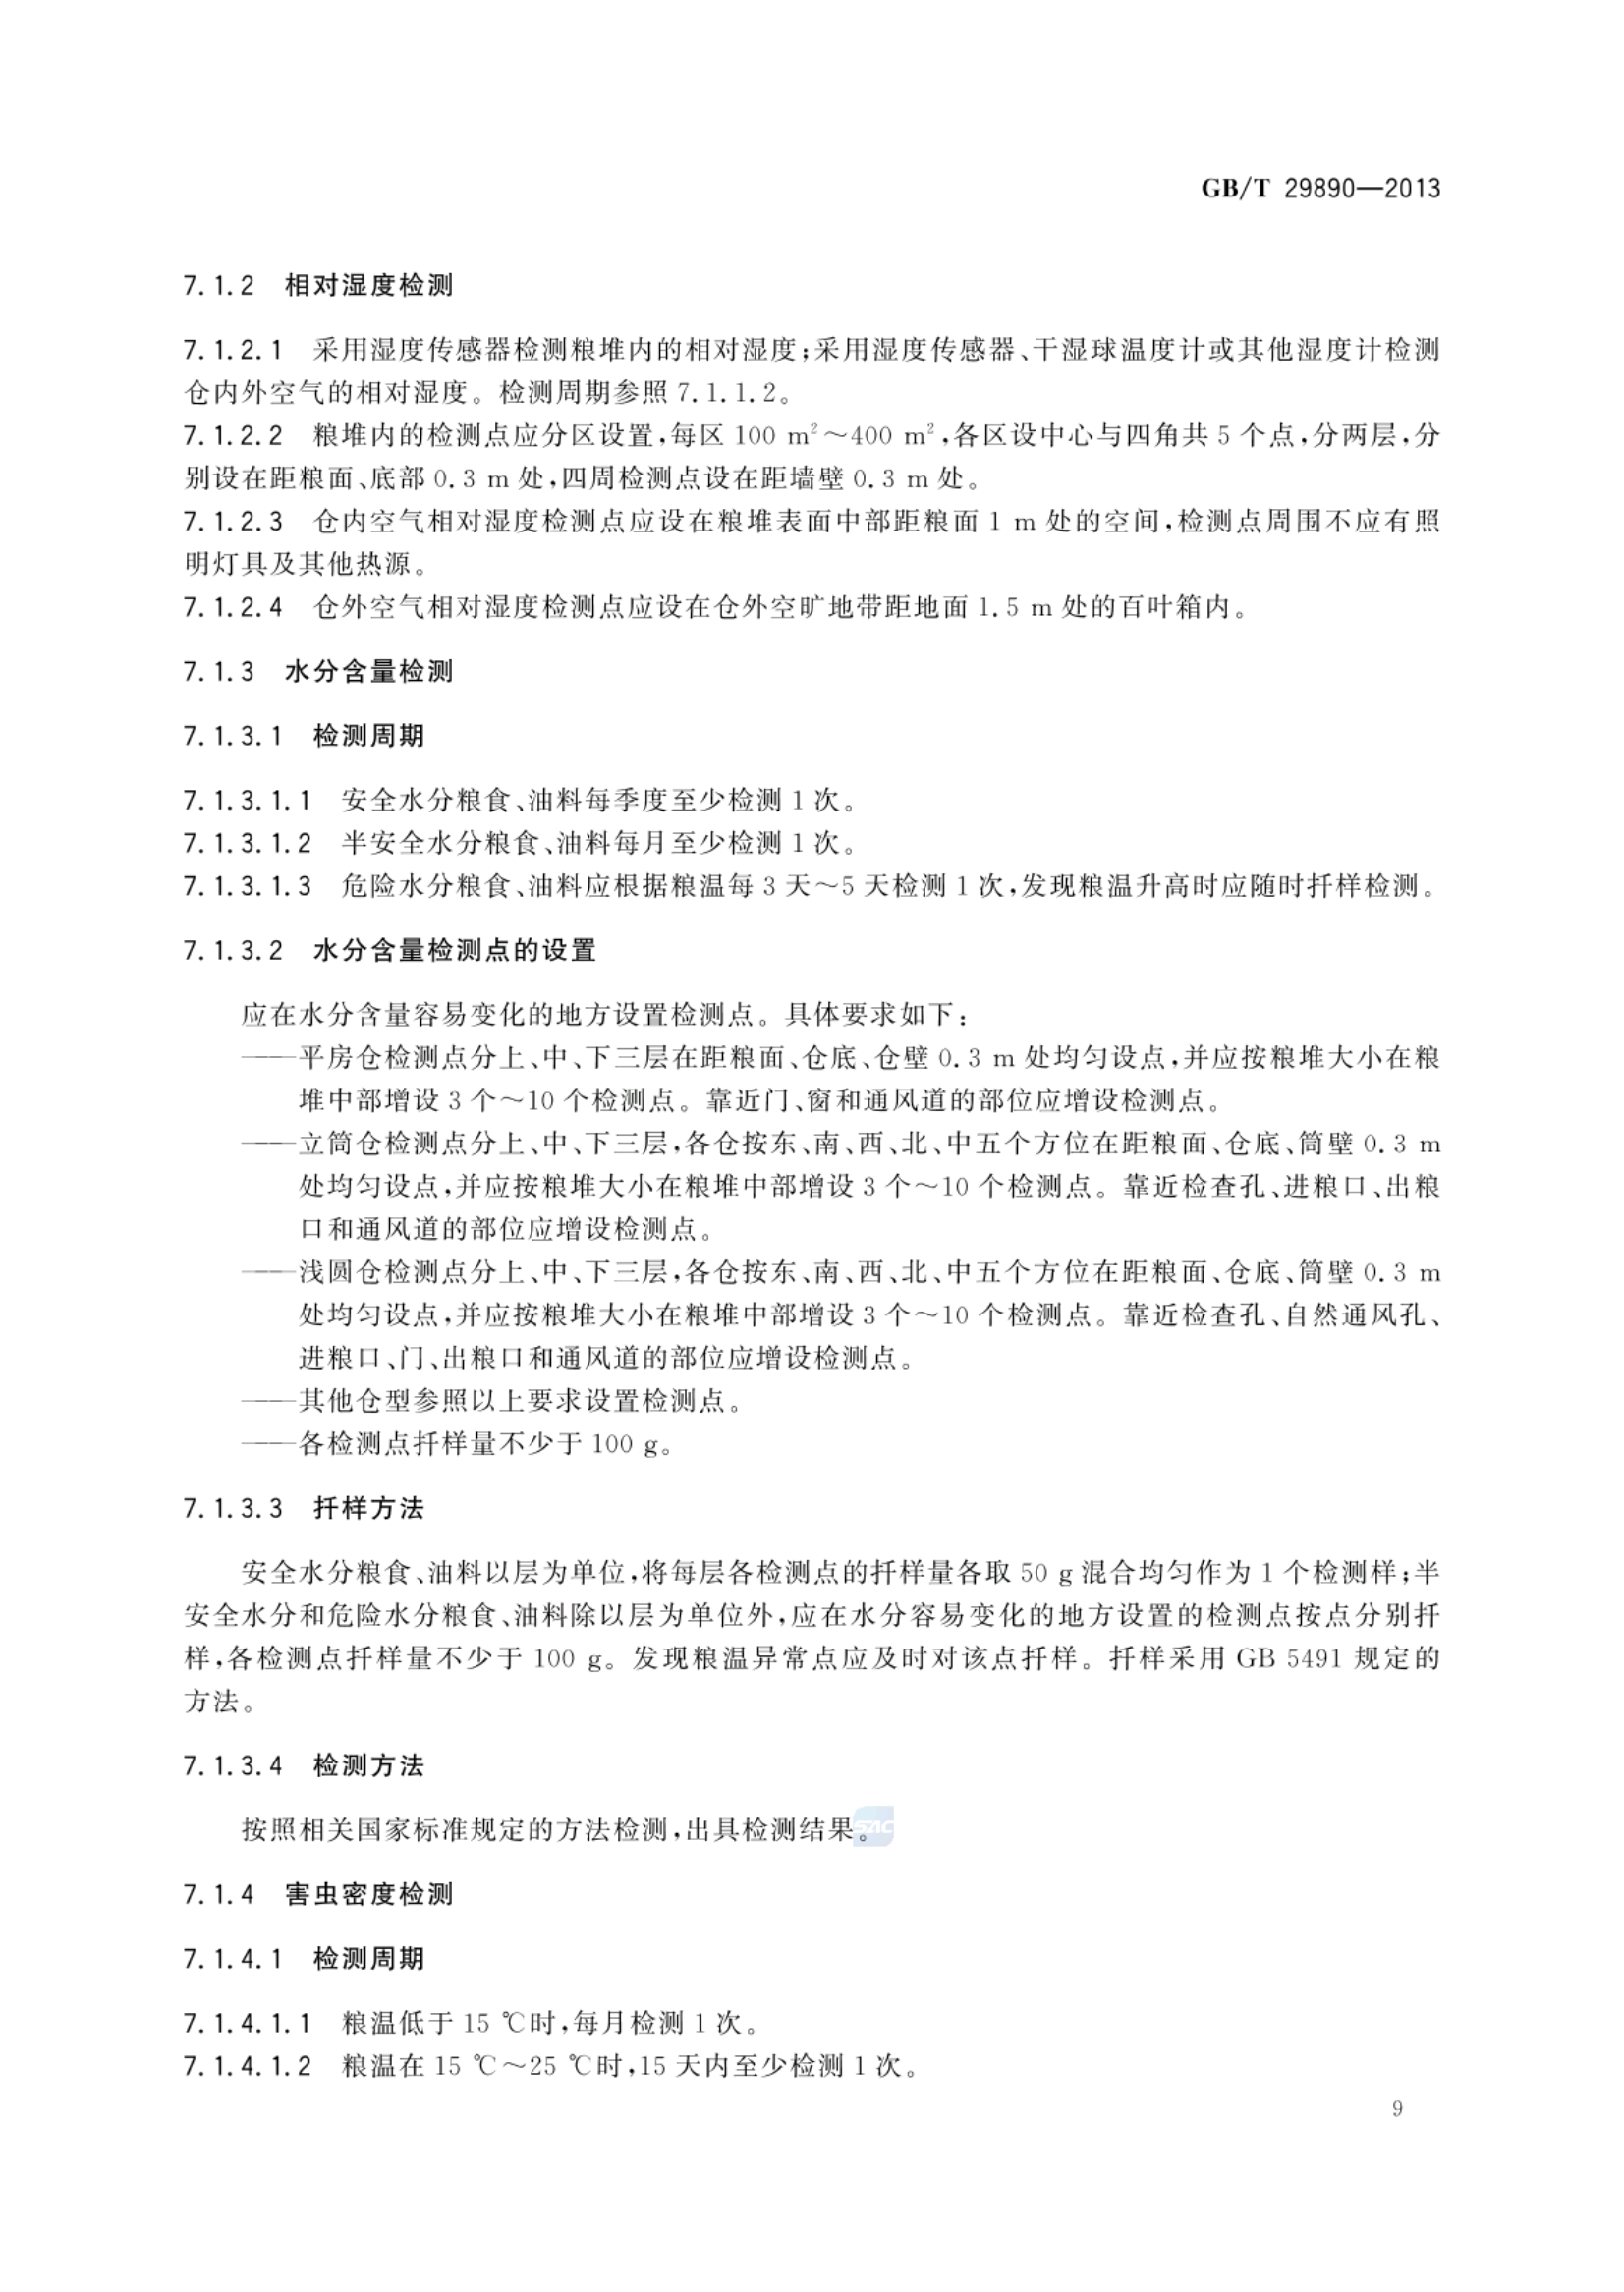 GB/T 29890—2013
7.1.2 相对湿度检测
7.1.2.1 采用湿度传感器检测粮堆内的相对湿度;采用湿度传感器、干湿球温度计或其他湿度计检测
仓内外空气的相对湿度。检测周期参照 7.1.1.2。
7.1.2.2 粮堆内的检测点应分区设置,每区 100 m²～400 m²,各区设中心与四角共 5 个点,分两层,分
别设在距粮面、底部 0.3 m 处,四周检测点设在距墙壁 0.3 m 处。
7.1.2.3 仓内空气相对湿度检测点应设在粮堆表面中部距粮面 1 m 处的空间,检测点周围不应有照
明灯具及其他热源。
7.1.2.4 仓外空气相对湿度检测点应设在仓外空旷地带距地面 1.5 m 处的百叶箱内。
7.1.3 水分含量检测
7.1.3.1 检测周期
7.1.3.1.1 安全水分粮食、油料每季度至少检测 1 次。
7.1.3.1.2 半安全水分粮食、油料每月至少检测 1 次。
7.1.3.1.3 危险水分粮食、油料应根据粮温每 3 天～5 天检测 1 次,发现粮温升高时应随时扦样检测。
7.1.3.2 水分含量检测点的设置
应在水分含量容易变化的地方设置检测点。具体要求如下:
——平房仓检测点分上、中、下三层在距粮面、仓底、仓壁 0.3 m 处均匀设点,并应按粮堆大小在粮
堆中部增设 3 个～10 个检测点。靠近门、窗和通风道的部位应增设检测点。
——立筒仓检测点分上、中、下三层,各仓按东、南、西、北、中五个方位在距粮面、仓底、筒壁 0.3 m
处均匀设点,并应按粮堆大小在粮堆中部增设 3 个～10 个检测点。靠近检查孔、进粮口、出粮
口和通风道的部位应增设检测点。
——浅圆仓检测点分上、中、下三层,各仓按东、南、西、北、中五个方位在距粮面、仓底、筒壁 0.3 m
处均匀设点,并应按粮堆大小在粮堆中部增设 3 个～10 个检测点。靠近检查孔、自然通风孔、
进粮口、门、出粮口和通风道的部位应增设检测点。
——其他仓型参照以上要求设置检测点。
——各检测点扦样量不少于 100 g。
7.1.3.3 扦样方法
安全水分粮食、油料以层为单位,将每层各检测点的扦样量各取 50 g 混合均匀作为 1 个检测样;半
安全水分和危险水分粮食、油料除以层为单位外,应在水分容易变化的地方设置的检测点按点分别扦
样,各检测点扦样量不少于 100 g。发现粮温异常点应及时对该点扦样。扦样采用 GB 5491 规定的
方法。
7.1.3.4 检测方法
按照相关国家标准规定的方法检测,出具检测结果。
SAC
7.1.4 害虫密度检测
7.1.4.1 检测周期
7.1.4.1.1 粮温低于 15 ℃时,每月检测 1 次。
7.1.4.1.2 粮温在 15 ℃～25 ℃时,15 天内至少检测 1 次。
9